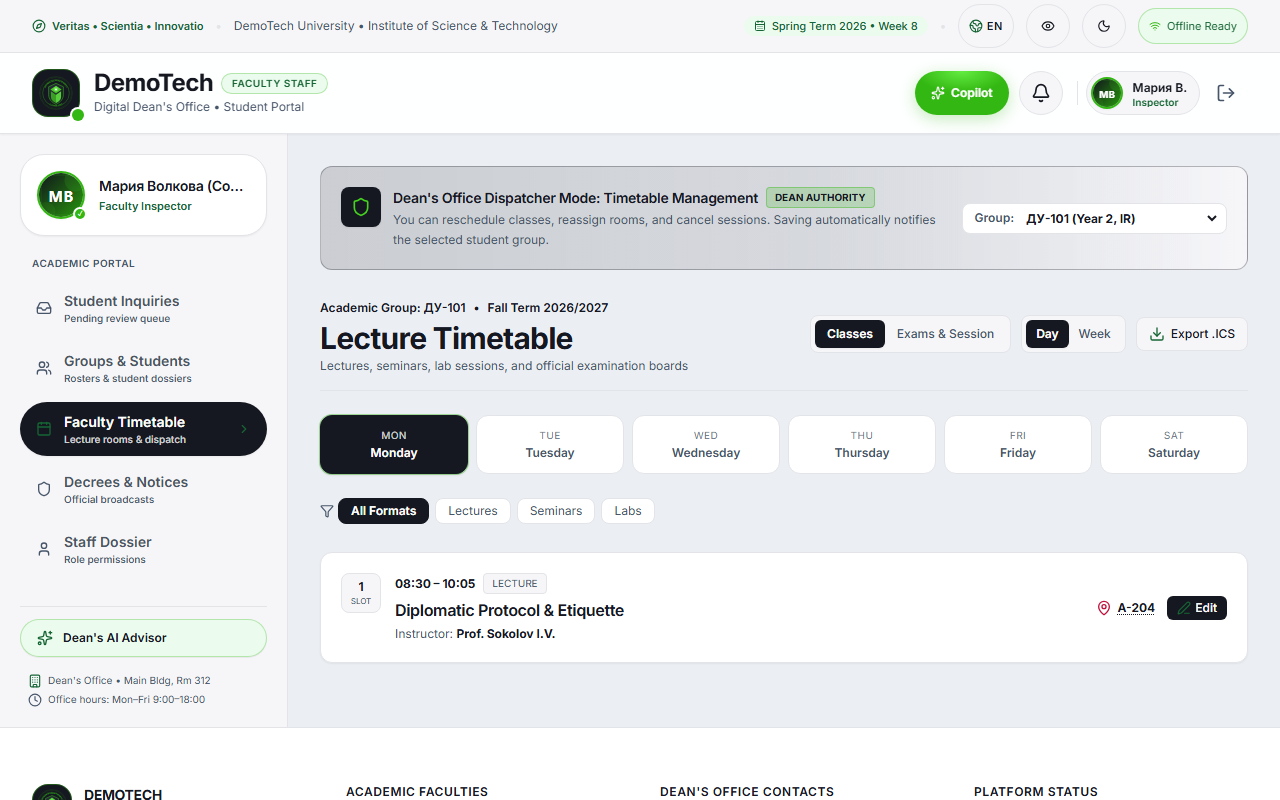 Veritas • Scientia • Innovatio
DemoTech University • Institute of Science & Technology
Spring Term 2026 • Week 8
EN
Offline Ready
DemoTech
FACULTY STAFF
Digital Dean's Office • Student Portal
Copilot
MB
Мария В.
Inspector
MB
Мария Волкова (Со...
Faculty Inspector
ACADEMIC PORTAL
Student Inquiries
Pending review queue
Groups & Students
Rosters & student dossiers
Faculty Timetable
Lecture rooms & dispatch
Decrees & Notices
Official broadcasts
Staff Dossier
Role permissions
Dean's AI Advisor
Dean's Office • Main Bldg, Rm 312
Office hours: Mon–Fri 9:00–18:00
Dean's Office Dispatcher Mode: Timetable Management
DEAN AUTHORITY
You can reschedule classes, reassign rooms, and cancel sessions. Saving automatically notifies
the selected student group.
Group: ДУ-101 (Year 2, IR)
Academic Group: ДУ-101 • Fall Term 2026/2027
Lecture Timetable
Lectures, seminars, lab sessions, and official examination boards
Classes
Exams & Session
Day
Week
Export .ICS
MON
Monday
TUE
Tuesday
WED
Wednesday
THU
Thursday
FRI
Friday
SAT
Saturday
All Formats
Lectures
Seminars
Labs
1
SLOT
08:30 – 10:05
LECTURE
Diplomatic Protocol & Etiquette
Instructor: Prof. Sokolov I.V.
A-204
Edit
DEMOTECH
ACADEMIC FACULTIES
DEAN'S OFFICE CONTACTS
PLATFORM STATUS